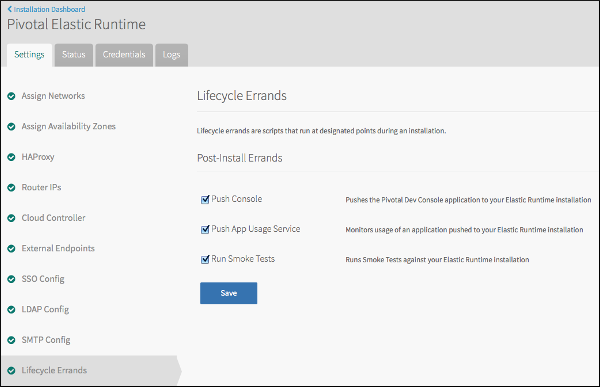 Installation Dashboard
Pivotal Elastic Runtime
Settings Status Credentials Logs
Assign Networks
Assign Availability Zones
HAProxy
Router IPs
Cloud Controller
External Endpoints
SSO Config
LDAP Config
SMTP Config
Lifecycle Errands
Lifecycle Errands
Lifecycle errands are scripts that run at designated points during an installation.
Post-Install Errands
Push Console Pushes the Pivotal Dev Console application to your Elastic Runtime installation
Push App Usage Service Monitors usage of an application pushed to your Elastic Runtime installation
Run Smoke Tests Runs Smoke Tests against your Elastic Runtime installation
Save